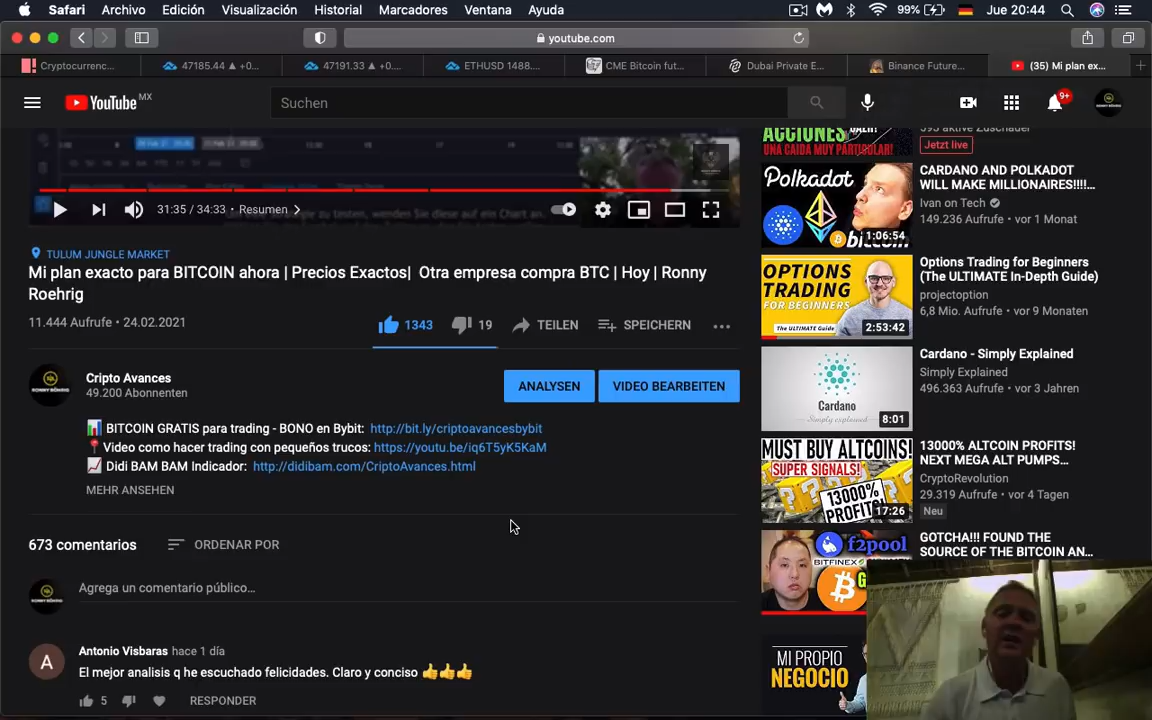 Safari Archivo Edición Visualización Historial Marcadores Ventana Ayuda 99% Jue 20:44
youtube.com
Cryptocurrenc... 47185.44 ▲ +0... 47191.33 ▲ +0... ETHUSD 1488.... CME Bitcoin fut... Dubai Private E... Binance Future... (35) Mi plan ex...
YouTube MX
Suchen
9+
31:35 / 34:33 • Resumen
TULUM JUNGLE MARKET
Mi plan exacto para BITCOIN ahora | Precios Exactos| Otra empresa compra BTC | Hoy | Ronny
Roehrig
11.444 Aufrufe • 24.02.2021
1343 19 TEILEN SPEICHERN ...
Cripto Avances
49.200 Abonnenten
ANALYSEN VIDEO BEARBEITEN
📊 BITCOIN GRATIS para trading - BONO en Bybit: http://bit.ly/criptoavancesbybit
📍Video como hacer trading con pequeños trucos: https://youtu.be/iq6T5yK5KaM
📈 Didi BAM BAM Indicador: http://didibam.com/CriptoAvances.html
MEHR ANSEHEN
673 comentarios ORDENAR POR
Agrega un comentario público...
A
Antonio Visbaras hace 1 día
El mejor analisis q he escuchado felicidades. Claro y conciso 👍👍👍
5 RESPONDER
ACCIONES
UNA CAIDA MUY PARTICULAR!
Jetzt live
Polkadot
bitcoin
1:06:54
CARDANO AND POLKADOT
WILL MAKE MILLIONAIRES!!!!...
Ivan on Tech
149.236 Aufrufe • vor 1 Monat
OPTIONS
TRADING
FOR BEGINNERS
The ULTIMATE Guide
2:53:42
Options Trading for Beginners
(The ULTIMATE In-Depth Guide)
projectoption
6,8 Mio. Aufrufe • vor 9 Monaten
Cardano
Simply explained
8:01
Cardano - Simply Explained
Simply Explained
496.363 Aufrufe • vor 3 Jahren
MUST BUY ALTCOINS!
SUPER SIGNALS!
13000%
PROFITS
17:26
13000% ALTCOIN PROFITS!
NEXT MEGA ALT PUMPS...
CryptoRevolution
29.319 Aufrufe • vor 4 Tagen
Neu
f2pool
BITFINEX
GOTCHA!!! FOUND THE
SOURCE OF THE BITCOIN AN...
MI PROPIO
NEGOCIO